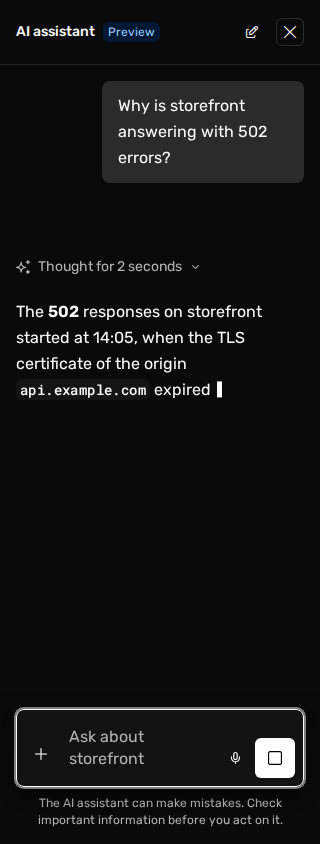 AI assistant Preview
Why is storefront
answering with 502
errors?
Thought for 2 seconds
The 502 responses on storefront
started at 14:05, when the TLS
certificate of the origin
api.example.com expired
Ask about
storefront
The AI assistant can make mistakes. Check
important information before you act on it.